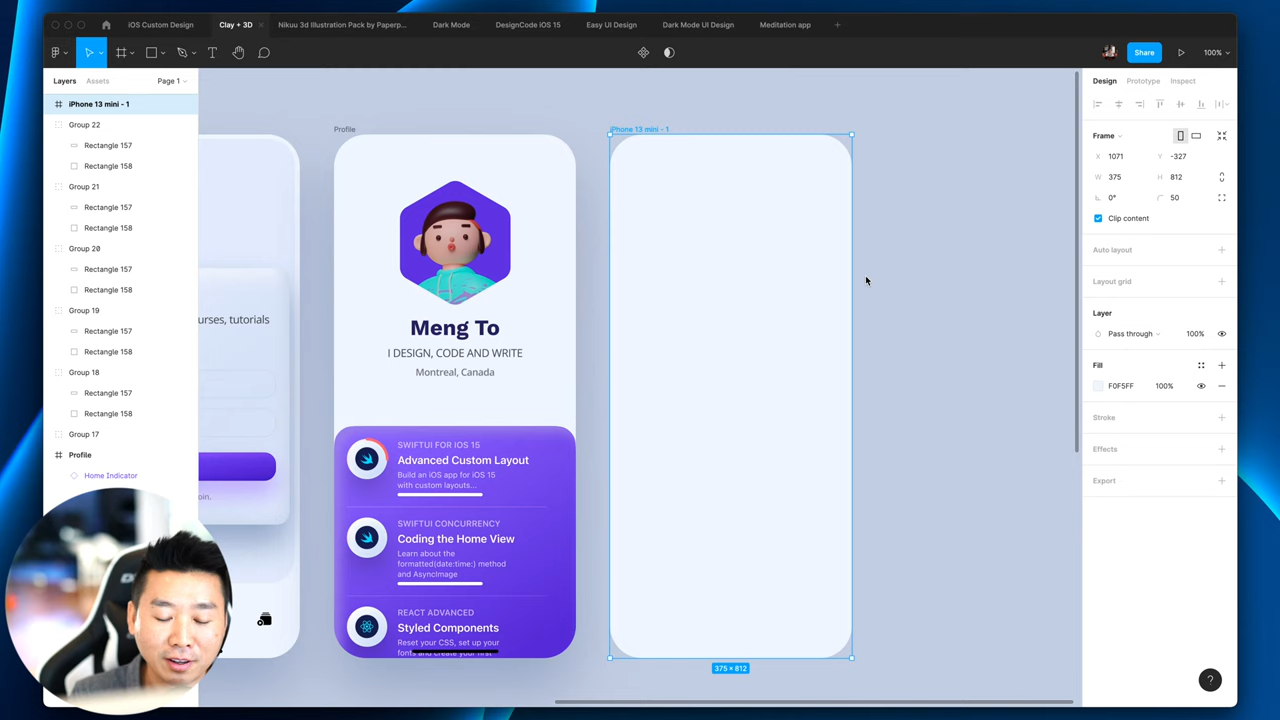 iOS Custom Design
Clay + 3D
Nikuu 3d Illustration Pack by Paperp...
Dark Mode
DesignCode iOS 15
Easy UI Design
Dark Mode UI Design
Meditation app
Share
100%
Layers
Assets
Page 1
iPhone 13 mini - 1
Group 22
Rectangle 157
Rectangle 158
Group 21
Rectangle 157
Rectangle 158
Group 20
Rectangle 157
Rectangle 158
Group 19
Rectangle 157
Rectangle 158
Group 18
Rectangle 157
Rectangle 158
Group 17
Profile
Home Indicator
urses, tutorials
oin.
Profile
Meng To
I DESIGN, CODE AND WRITE
Montreal, Canada
SWIFTUI FOR IOS 15
Advanced Custom Layout
Build an iOS app for iOS 15
with custom layouts...
SWIFTUI CONCURRENCY
Coding the Home View
Learn about the
formatted(date:time:) method
and AsyncImage
REACT ADVANCED
Styled Components
Reset your CSS, set up your
fonts and create your first
iPhone 13 mini - 1
375 × 812
Design
Prototype
Inspect
Frame
X 1071
Y -327
W 375
H 812
0°
50
Clip content
Auto layout
Layout grid
Layer
Pass through
100%
Fill
F0F5FF
100%
Stroke
Effects
Export
?